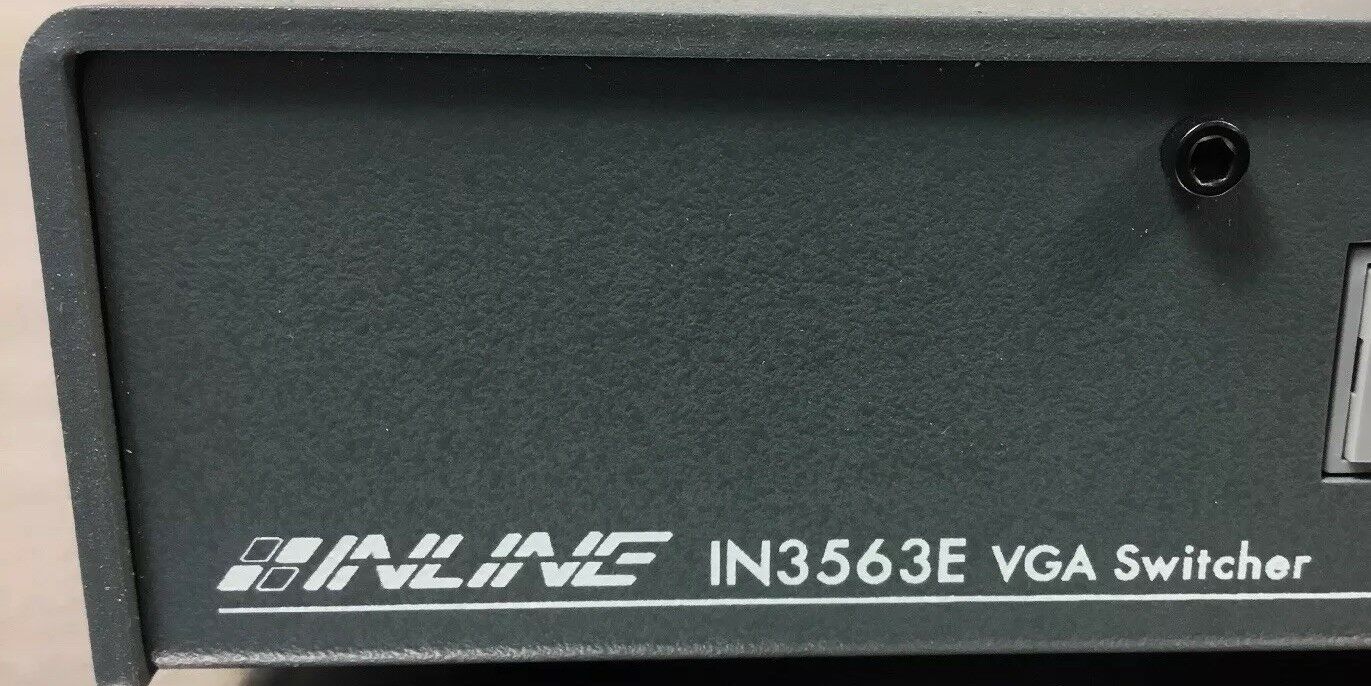 INLINE IN3563E VGA Switcher